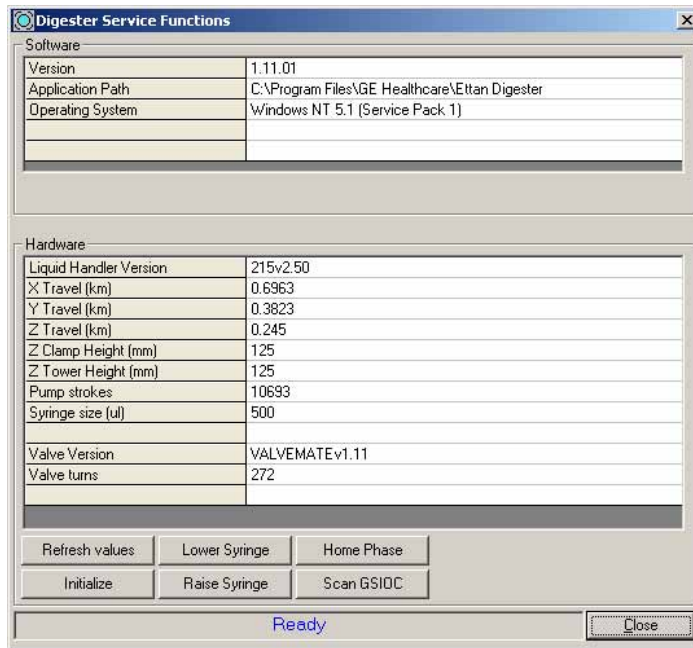 Digester Service Functions
Software
Version 1.11.01
Application Path C:\Program Files\GE Healthcare\Ettan Digester
Operating System Windows NT 5.1 (Service Pack 1)
Hardware
Liquid Handler Version 215v2.50
X Travel (km) 0.6963
Y Travel (km) 0.3823
Z Travel (km) 0.245
Z Clamp Height (mm) 125
Z Tower Height (mm) 125
Pump strokes 10693
Syringe size (ul) 500
Valve Version VALVEMATEv1.11
Valve turns 272
Refresh values Lower Syringe Home Phase
Initialize Raise Syringe Scan GSIOC
Ready Close